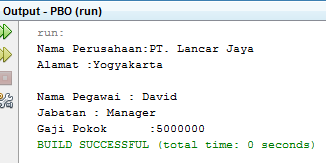 Output - PBO (run)
run:
Nama Perusahaan:PT. Lancar Jaya
Alamat :Yogyakarta
Nama Pegawai : David
Jabatan : Manager
Gaji Pokok      :5000000
BUILD SUCCESSFUL (total time: 0 seconds)